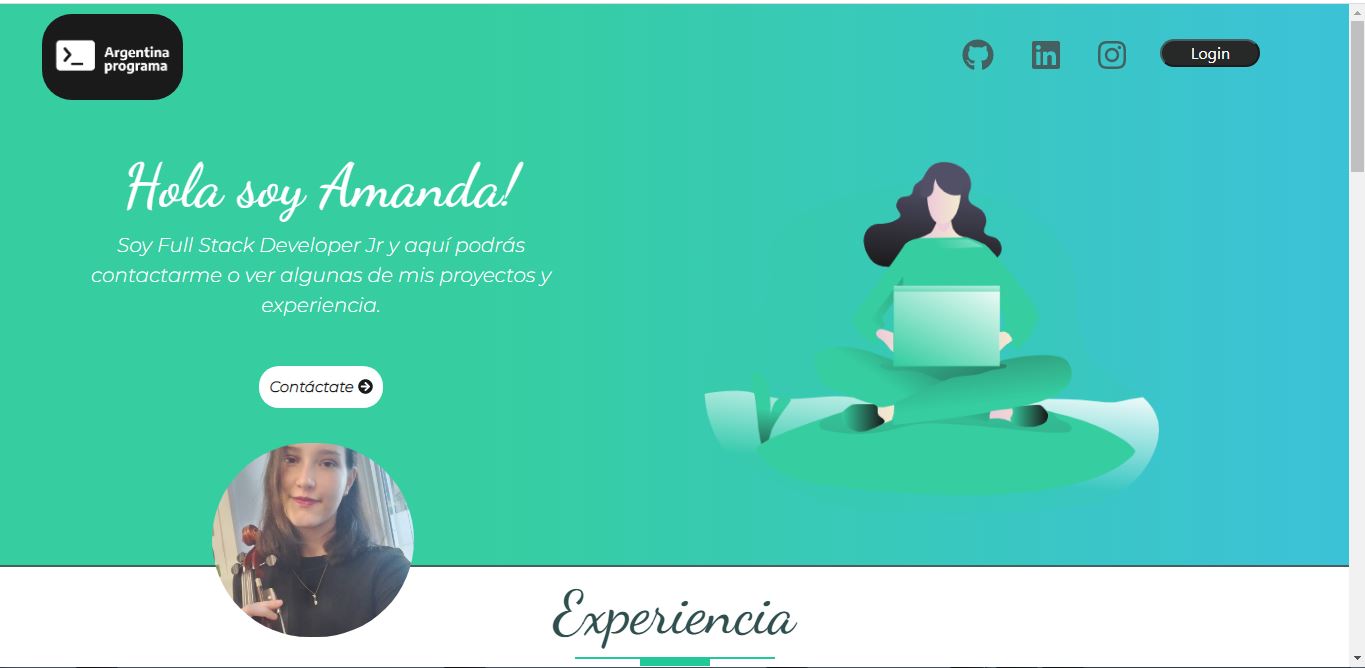 Argentina
programa
Login
Hola soy Amanda!
Soy Full Stack Developer Jr y aquí podrás
contactarme o ver algunas de mis proyectos y
experiencia.
Contáctate
Experiencia